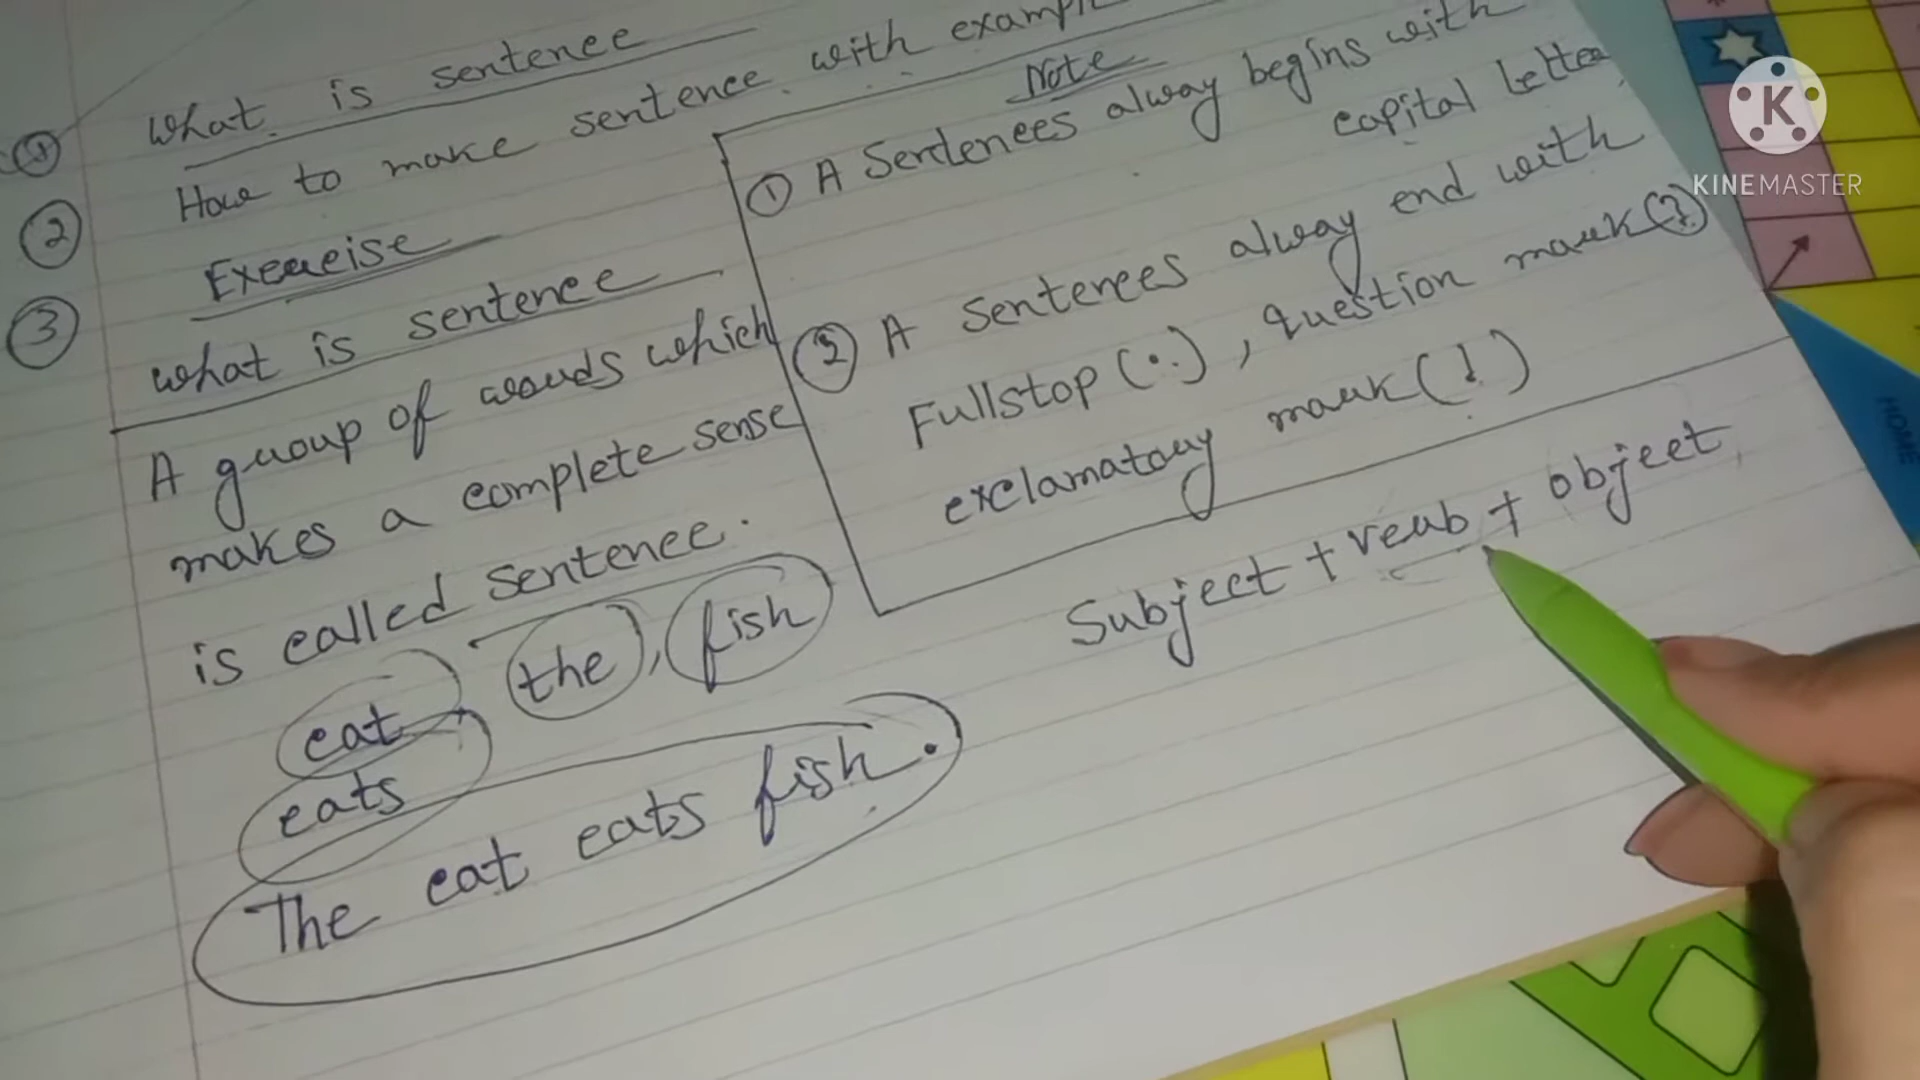 ① What is sentence
② How to make sentence with example
③ Exercise
What is sentence
A group of words which
makes a complete sense
is called sentence.
cat the, fish
eats
The cat eats fish.
Note
① A Sentences alway begins with
capital letter
② A Sentences alway end with
Fullstop (.), question mark (?)
exclamatory mark (!)
Subject + verb + object
KINEMASTER
HOME